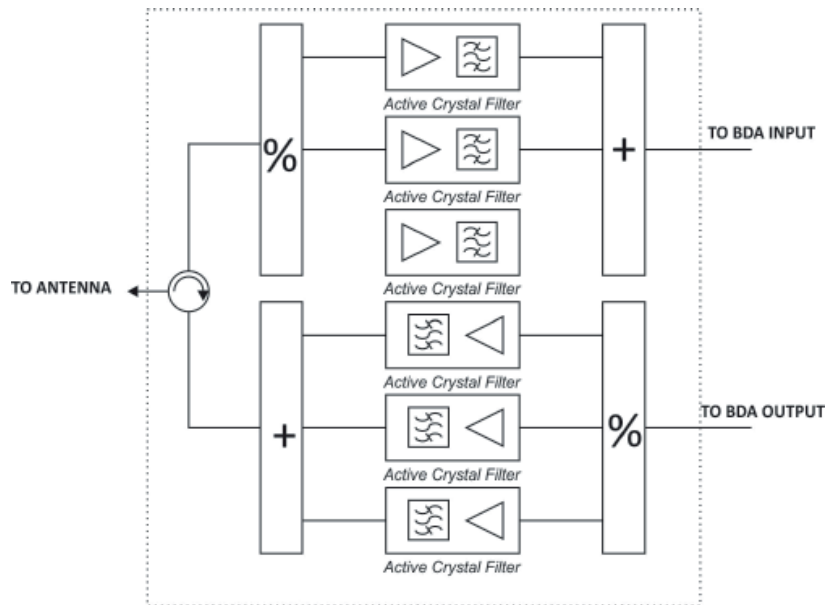 Active Crystal Filter
%
+
TO BDA INPUT
Active Crystal Filter
TO ANTENNA
Active Crystal Filter
Active Crystal Filter
+
%
TO BDA OUTPUT
Active Crystal Filter
Active Crystal Filter